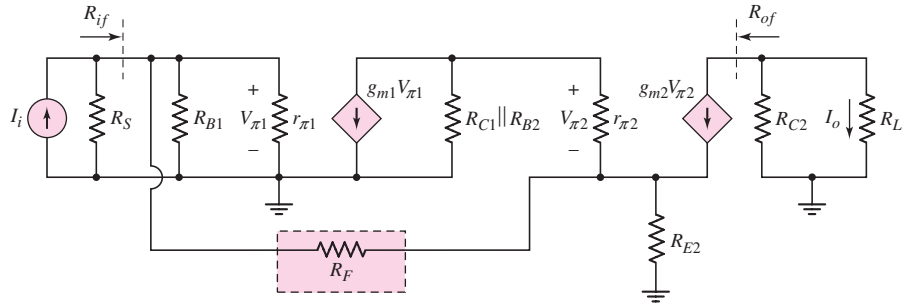 R_if
R_of
I_i
R_S
R_B1
+
V_π1
−
r_π1
g_m1V_π1
R_C1||R_B2
+
V_π2
−
r_π2
g_m2V_π2
R_C2
I_o
R_L
R_F
R_E2